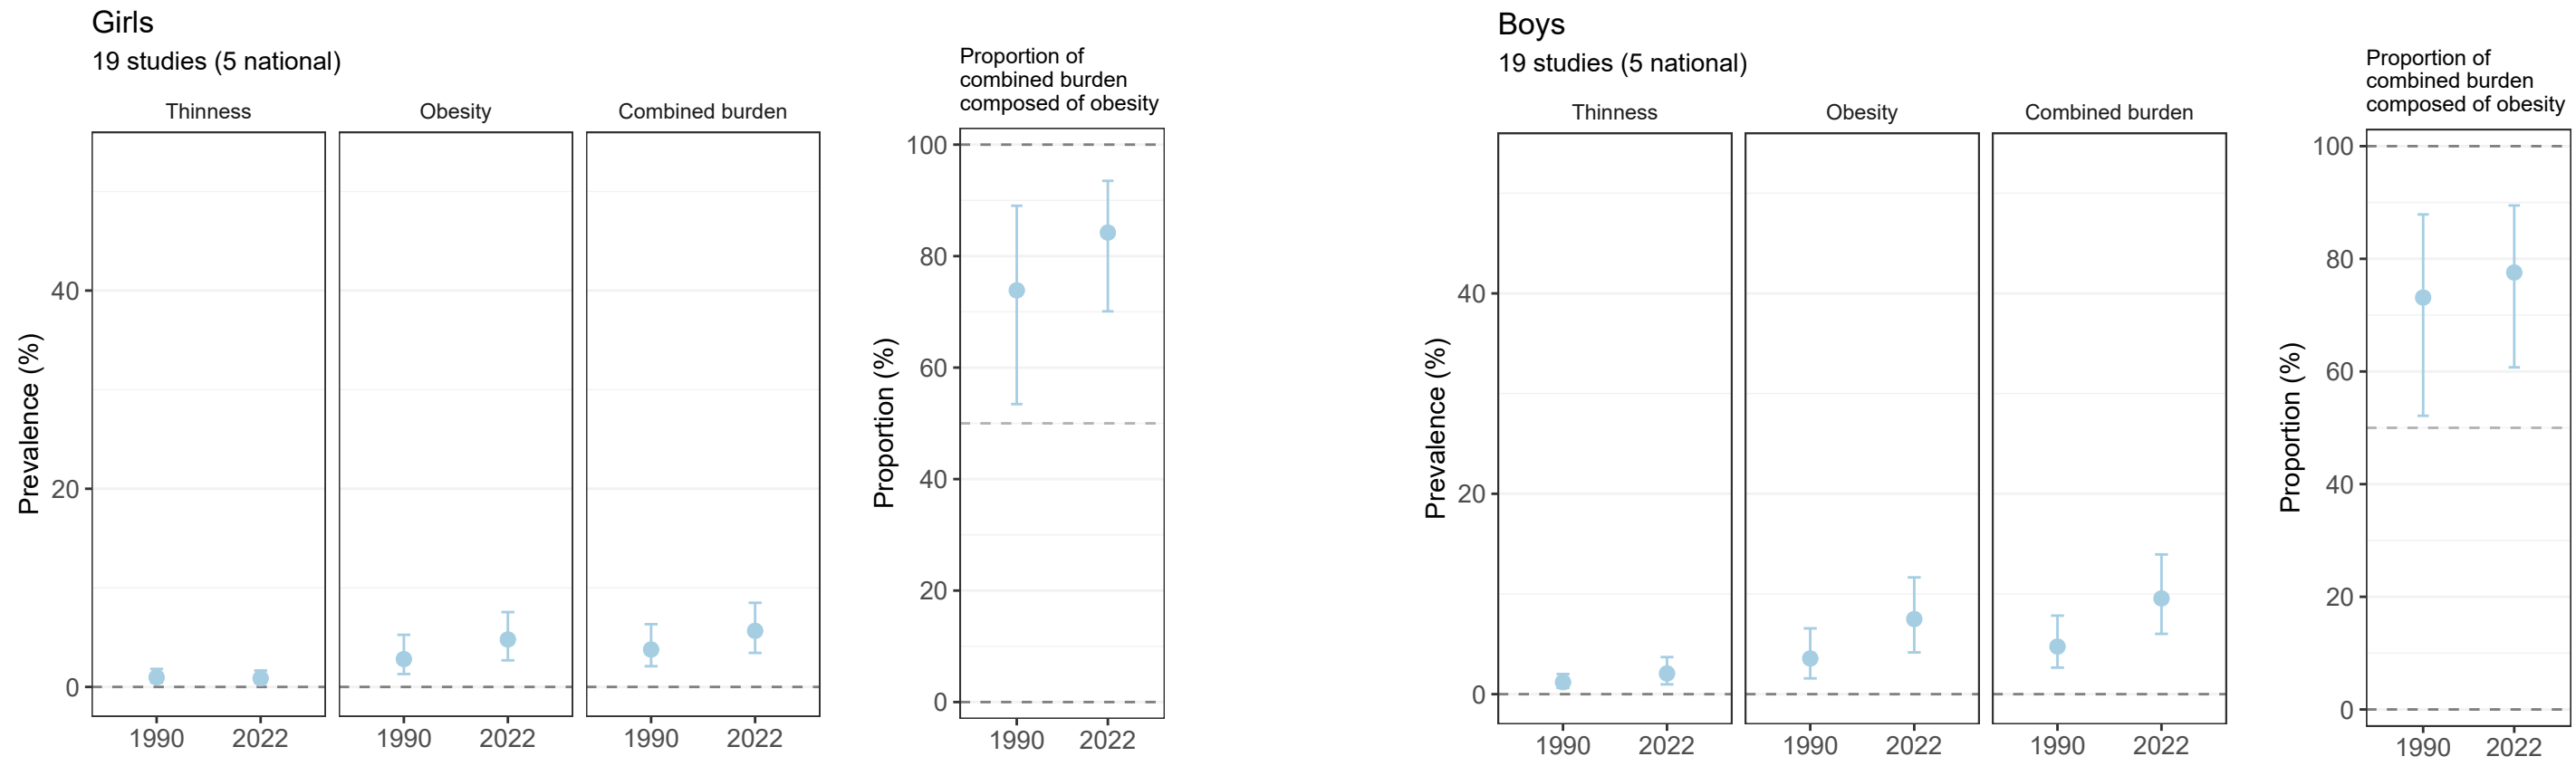 Girls
19 studies (5 national)
Thinness
Obesity
Combined burden
Prevalence (%)
40
20
0
1990
2022
1990
2022
1990
2022
Proportion of
combined burden
composed of obesity
Proportion (%)
100
80
60
40
20
0
1990
2022
Boys
19 studies (5 national)
Thinness
Obesity
Combined burden
Prevalence (%)
40
20
0
1990
2022
1990
2022
1990
2022
Proportion of
combined burden
composed of obesity
Proportion (%)
100
80
60
40
20
0
1990
2022